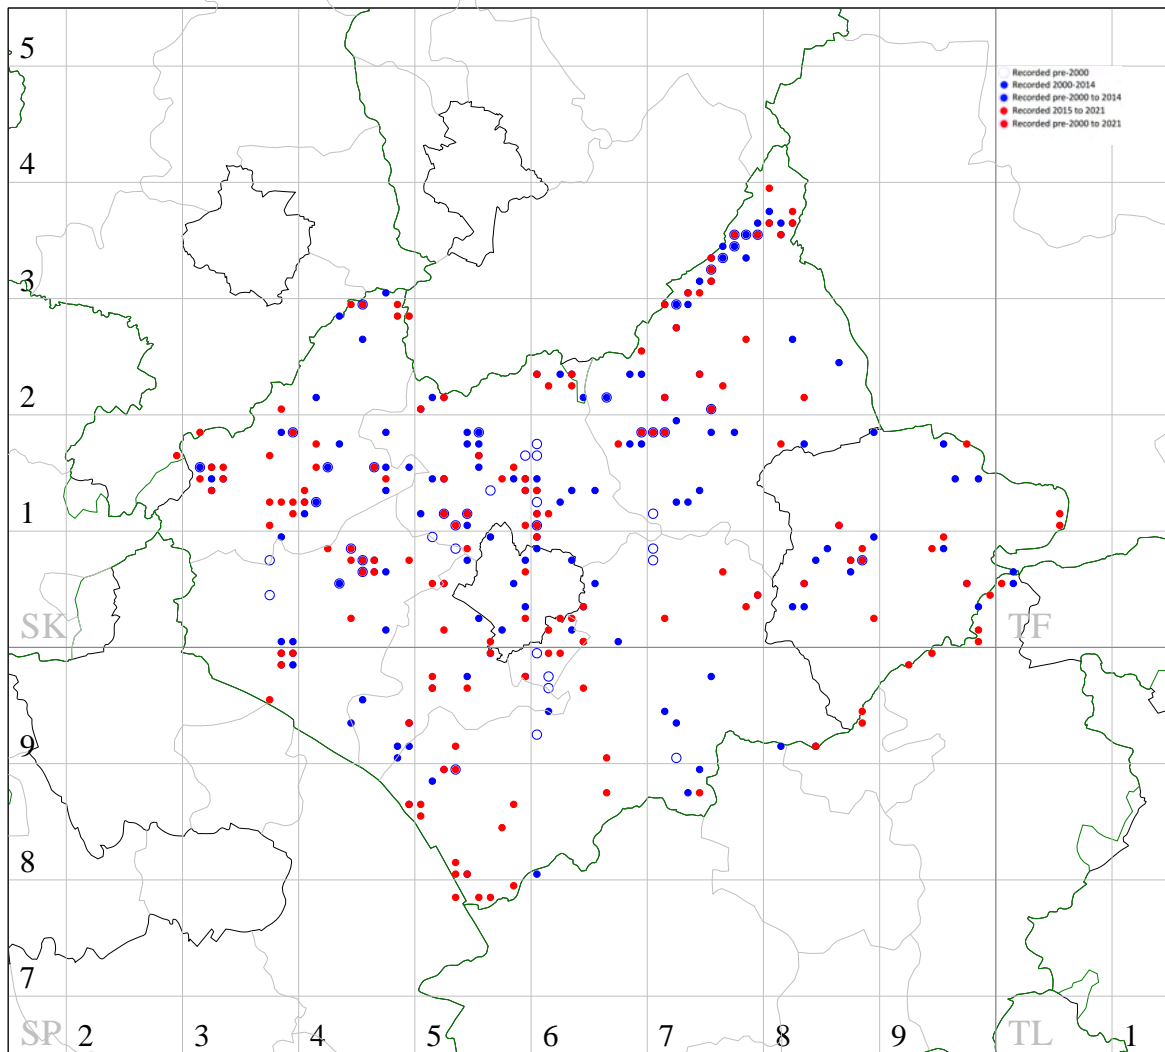 5
Recorded pre-2000
Recorded 2000-2014
Recorded pre-2000 to 2014
Recorded 2015 to 2021
Recorded pre-2000 to 2021
4
3
2
1
SK TF
9
8
7
SP 2 3 4 5 6 7 8 9 TL 1